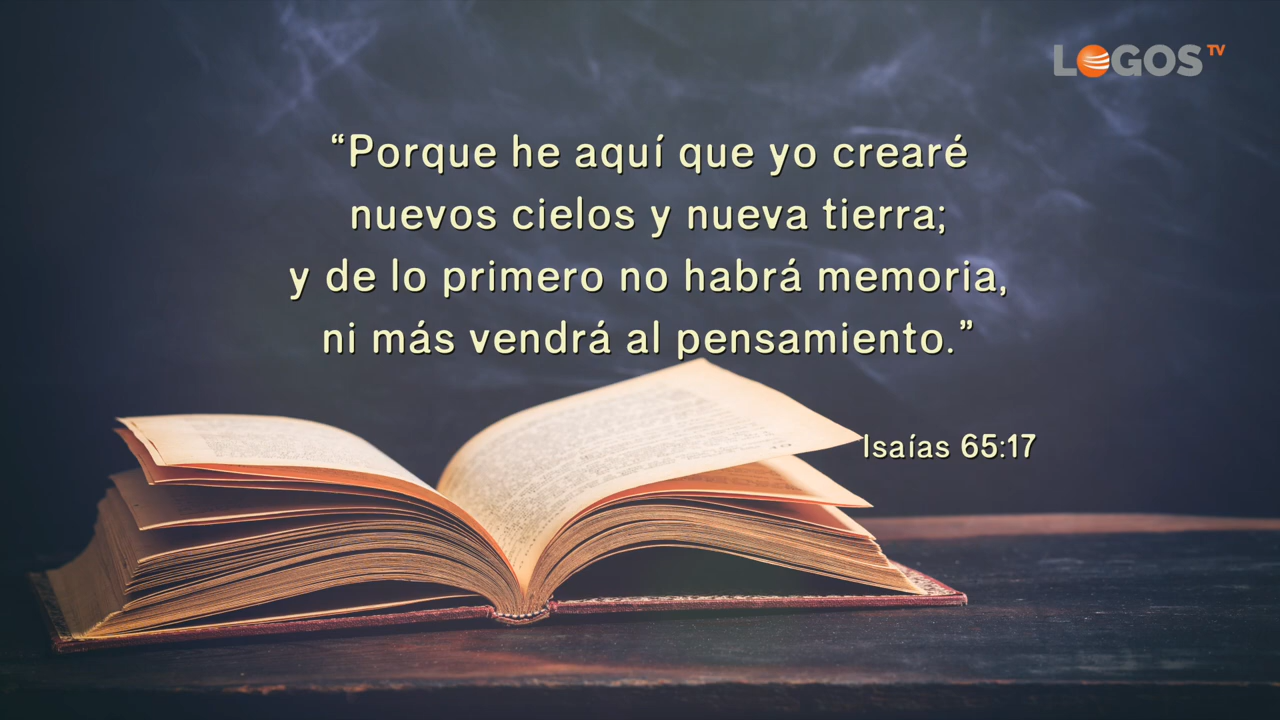 LOGOS TV
“Porque he aquí que yo crearé
nuevos cielos y nueva tierra;
y de lo primero no habrá memoria,
ni más vendrá al pensamiento.”
Isaías 65:17